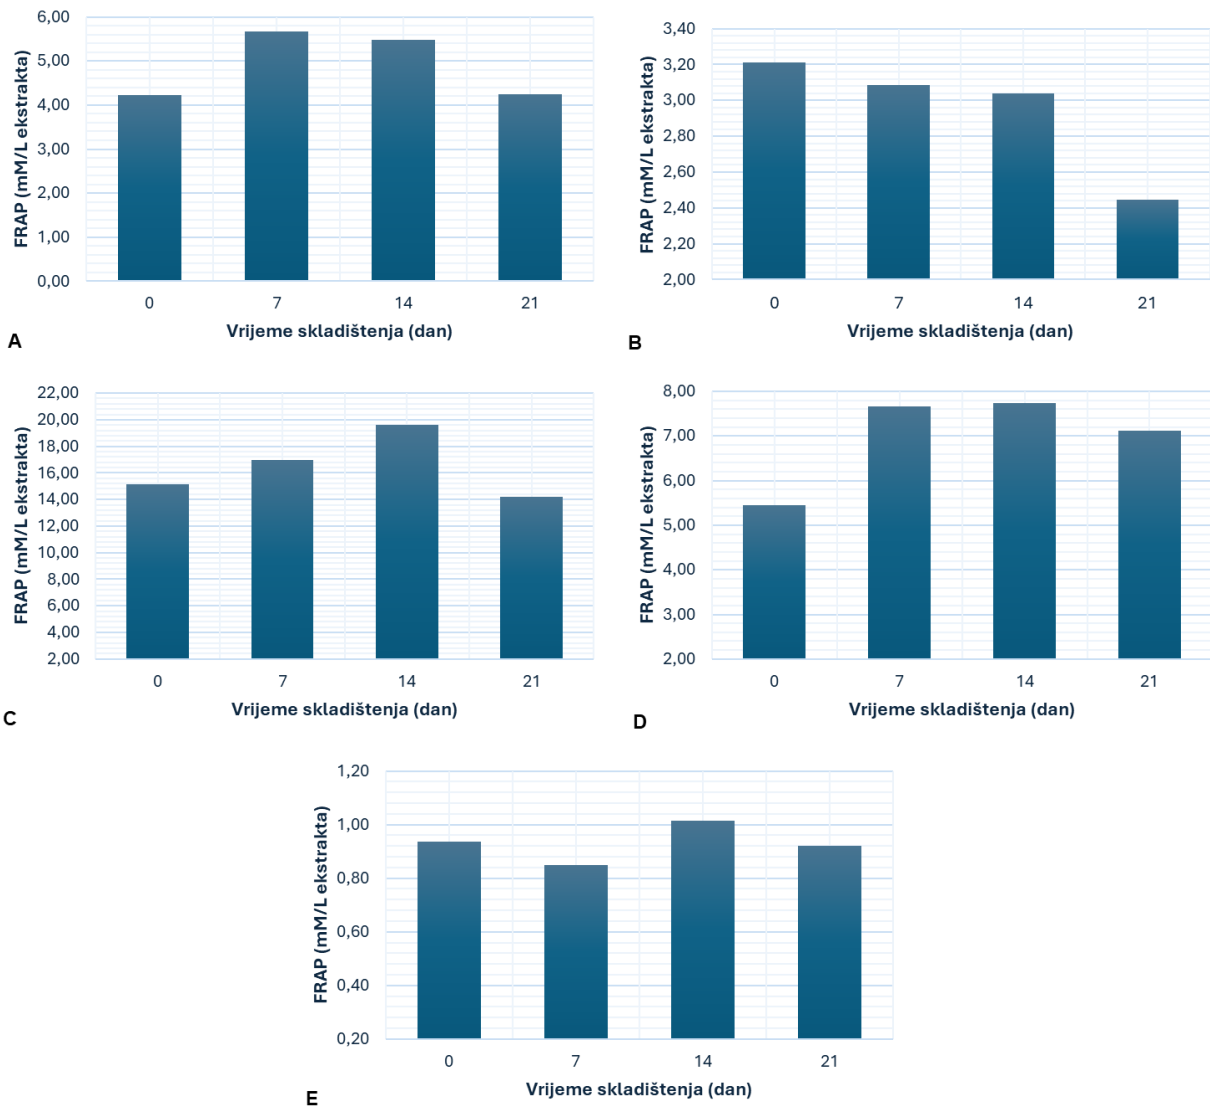 6,00
5,00
4,00
3,00
2,00
1,00
0,00
FRAP (mM/L ekstrakta)
0 7 14 21
Vrijeme skladištenja (dan)
A
3,40
3,20
3,00
2,80
2,60
2,40
2,20
2,00
FRAP (mM/L ekstrakta)
0 7 14 21
Vrijeme skladištenja (dan)
B
22,00
20,00
18,00
16,00
14,00
12,00
10,00
8,00
6,00
4,00
2,00
FRAP (mM/L ekstrakta)
0 7 14 21
Vrijeme skladištenja (dan)
C
8,00
7,00
6,00
5,00
4,00
3,00
2,00
FRAP (mM/L ekstrakta)
0 7 14 21
Vrijeme skladištenja (dan)
D
1,20
1,00
0,80
0,60
0,40
0,20
FRAP (mM/L ekstrakta)
0 7 14 21
Vrijeme skladištenja (dan)
E